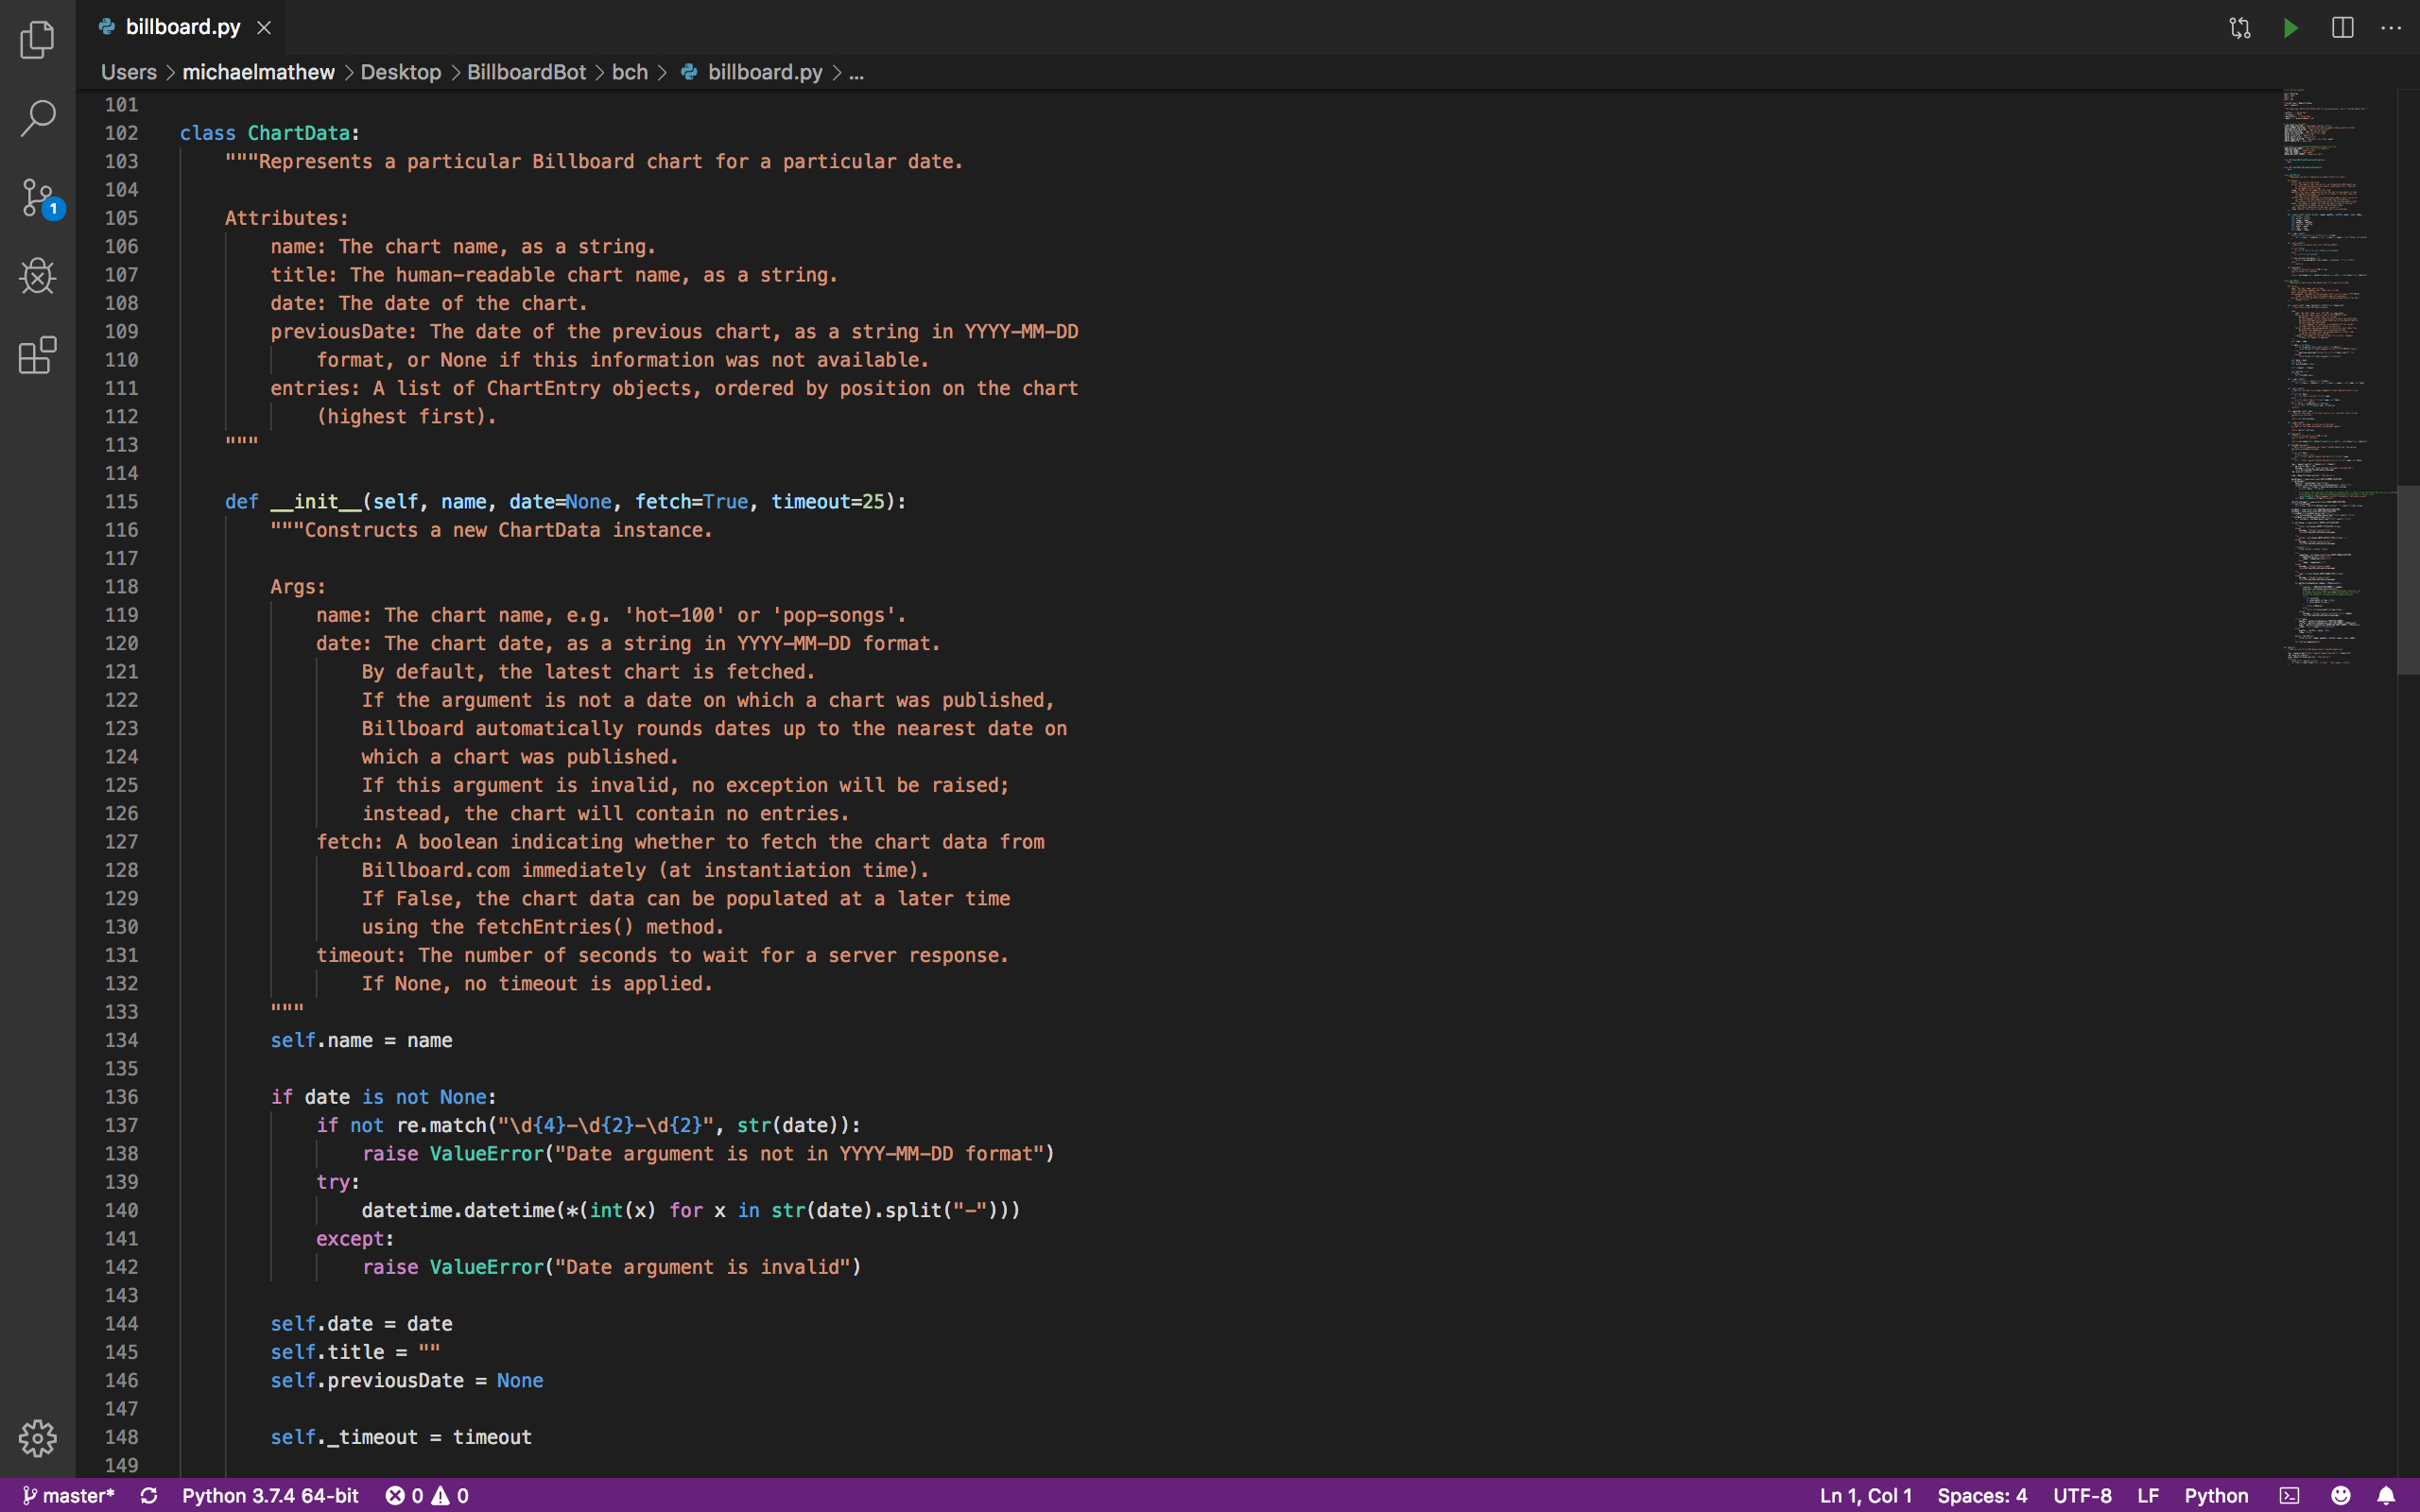 billboard.py
Users > michaelmathew > Desktop > BillboardBot > bch > billboard.py > ...
101
102 class ChartData:
103 """Represents a particular Billboard chart for a particular date.
104
105 Attributes:
106 name: The chart name, as a string.
107 title: The human-readable chart name, as a string.
108 date: The date of the chart.
109 previousDate: The date of the previous chart, as a string in YYYY-MM-DD
110 format, or None if this information was not available.
111 entries: A list of ChartEntry objects, ordered by position on the chart
112 (highest first).
113 """
114
115 def __init__(self, name, date=None, fetch=True, timeout=25):
116 """Constructs a new ChartData instance.
117
118 Args:
119 name: The chart name, e.g. 'hot-100' or 'pop-songs'.
120 date: The chart date, as a string in YYYY-MM-DD format.
121 By default, the latest chart is fetched.
122 If the argument is not a date on which a chart was published,
123 Billboard automatically rounds dates up to the nearest date on
124 which a chart was published.
125 If this argument is invalid, no exception will be raised;
126 instead, the chart will contain no entries.
127 fetch: A boolean indicating whether to fetch the chart data from
128 Billboard.com immediately (at instantiation time).
129 If False, the chart data can be populated at a later time
130 using the fetchEntries() method.
131 timeout: The number of seconds to wait for a server response.
132 If None, no timeout is applied.
133 """
134 self.name = name
135
136 if date is not None:
137 if not re.match("\d{4}-\d{2}-\d{2}", str(date)):
138 raise ValueError("Date argument is not in YYYY-MM-DD format")
139 try:
140 datetime.datetime(*(int(x) for x in str(date).split("-")))
141 except:
142 raise ValueError("Date argument is invalid")
143
144 self.date = date
145 self.title = ""
146 self.previousDate = None
147
148 self._timeout = timeout
149
1
master* Python 3.7.4 64-bit 0 0 Ln 1, Col 1 Spaces: 4 UTF-8 LF Python